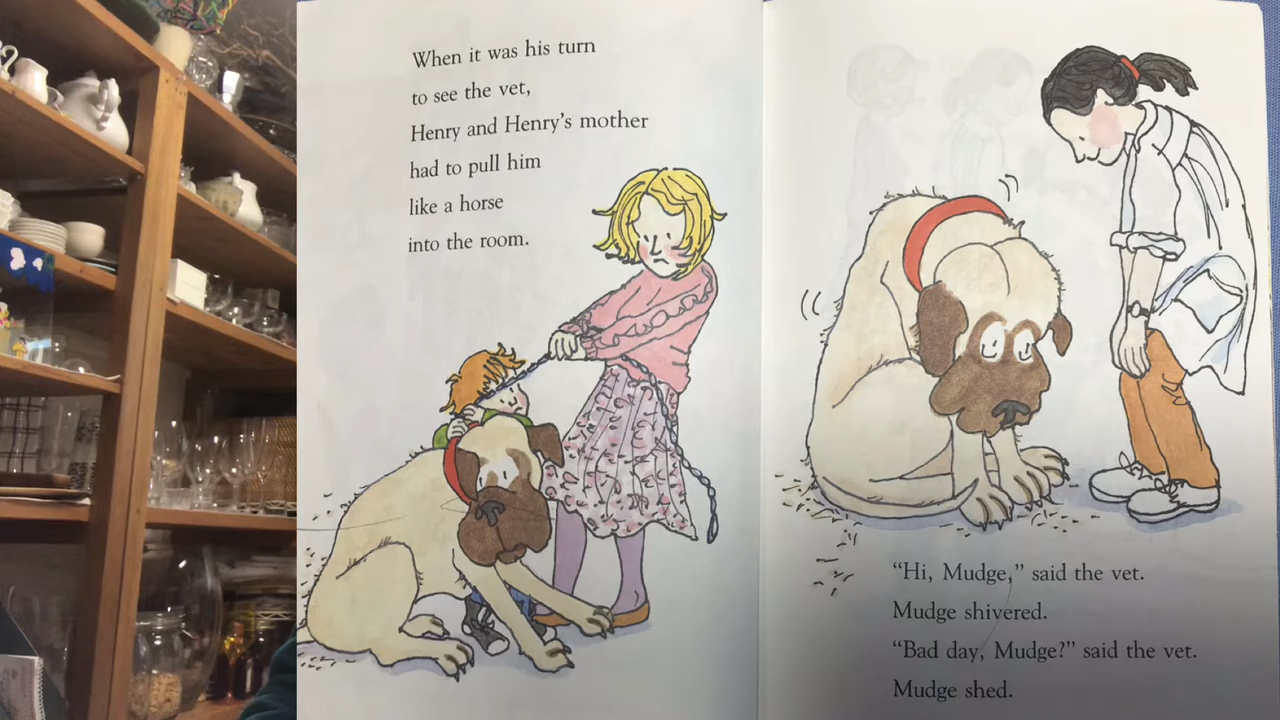 When it was his turn
to see the vet,
Henry and Henry's mother
had to pull him
like a horse
into the room.
“Hi, Mudge,” said the vet.
Mudge shivered.
“Bad day, Mudge?” said the vet.
Mudge shed.